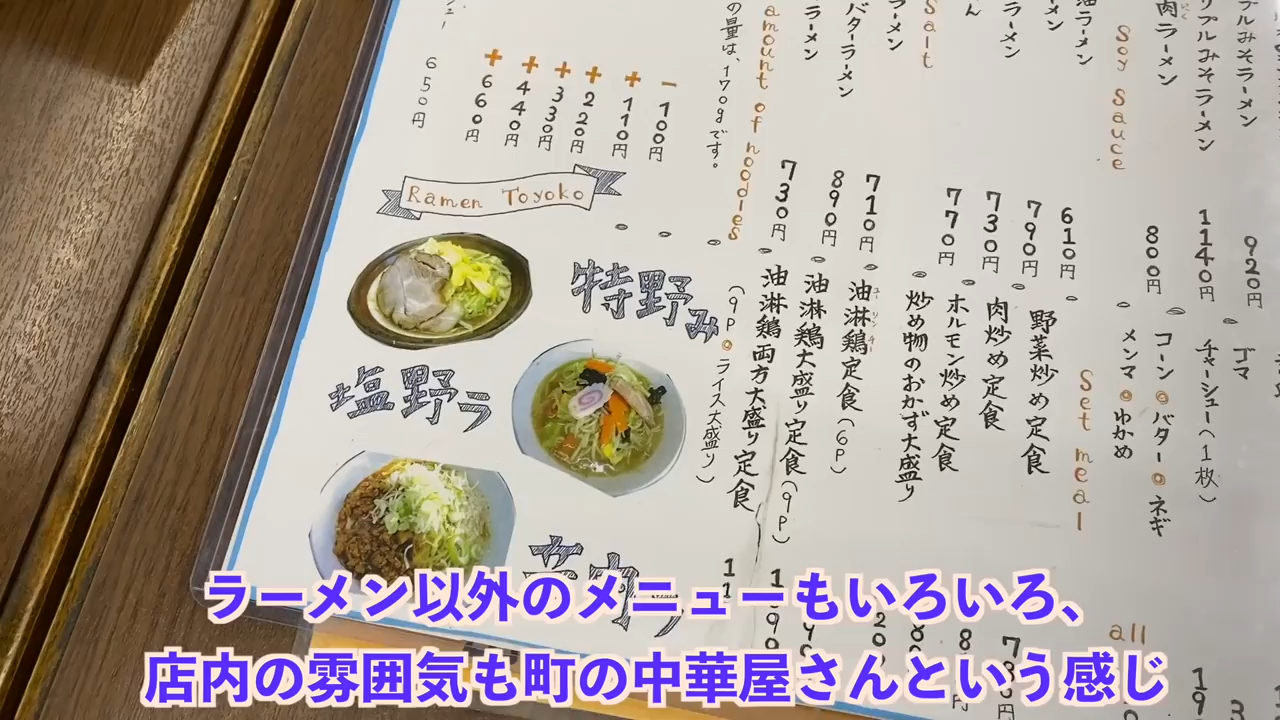 プルみそラーメン
920円
リプルみそラーメン
1140円
肉ラーメン
800円
Soy Sauce
油ラーメン
610円
ーメン
790円
ラーメン
730円
ん
770円
Salt
ーメン
710円
バターラーメン
890円
ラーメン
730円
amount of noodles
の量は、170gです。
ー100円
+110円
+220円
+330円
+440円
+660円
ュー
650円
Ramen Toyoko
特野み
塩野ラ
辛肉ラ
ゴマ
チャーシュー(1枚)
コーン◎バター◎ネギ
メンマ◎ゆかめ
all
Set meal
野菜炒め定食
肉炒め定食
ホルモン炒め定食
炒め物のおかず大盛り
油淋鶏定食(6P)
ユーリンチー
油淋鶏大盛り定食(9P)
油淋鶏両方大盛り定食
(9P◎ライス大盛り)
ラーメン以外のメニューもいろいろ、
店内の雰囲気も町の中華屋さんという感じ